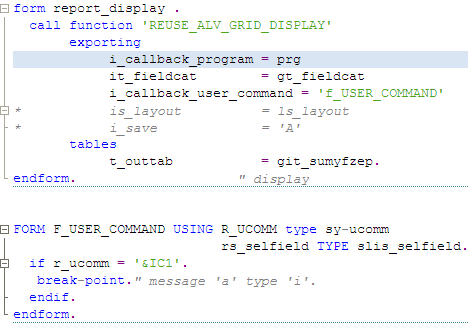 form report_display .
  call function 'REUSE_ALV_GRID_DISPLAY'
       exporting
            i_callback_program = prg
            it_fieldcat        = gt_fieldcat
            i_callback_user_command = 'f_USER_COMMAND'
*           is_layout          = ls_layout
*           i_save             = 'A'
       tables
            t_outtab           = git_sumyfzep.
endform.                    " display
FORM F_USER_COMMAND USING R_UCOMM type sy-ucomm
                          rs_selfield TYPE slis_selfield.
  if r_ucomm = '&IC1'.
   break-point." message 'a' type 'i'.
  endif.
endform.